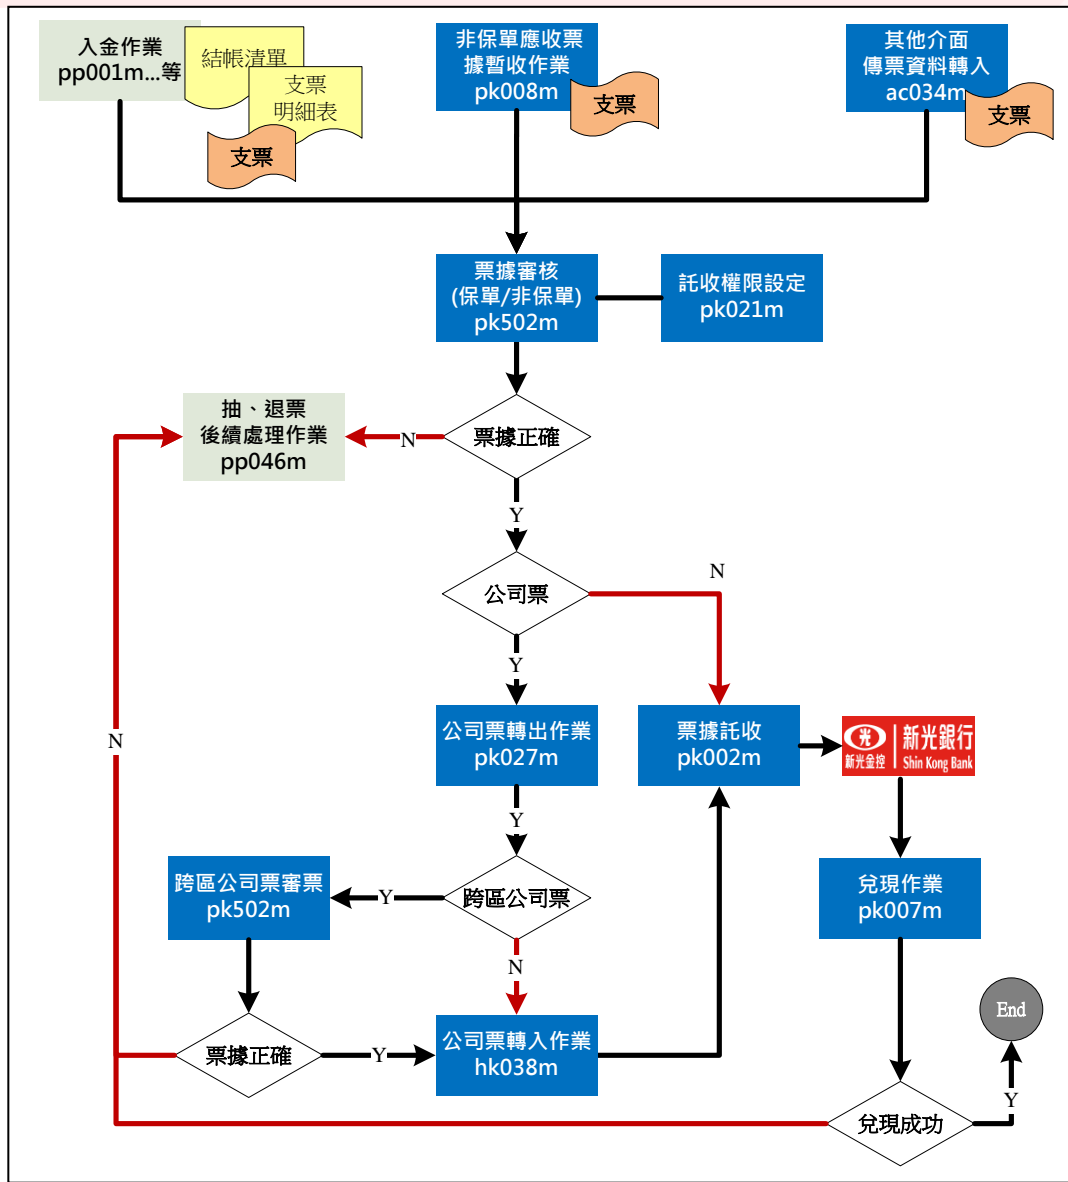 入金作業
pp001m...等
結帳清單
支票
明細表
支票
非保單應收票
據暫收作業
pk008m
支票
其他介面
傳票資料轉入
ac034m
支票
票據審核
(保單/非保單)
pk502m
託收權限設定
pk021m
抽、退票
後續處理作業
pp046m
N
票據正確
Y
公司票
N
Y
公司票轉出作業
pk027m
票據託收
pk002m
新光金控
新光銀行
Shin Kong Bank
N
Y
跨區公司票審票
pk502m
Y
跨區公司票
兌現作業
pk007m
N
票據正確
Y
公司票轉入作業
hk038m
End
Y
兌現成功